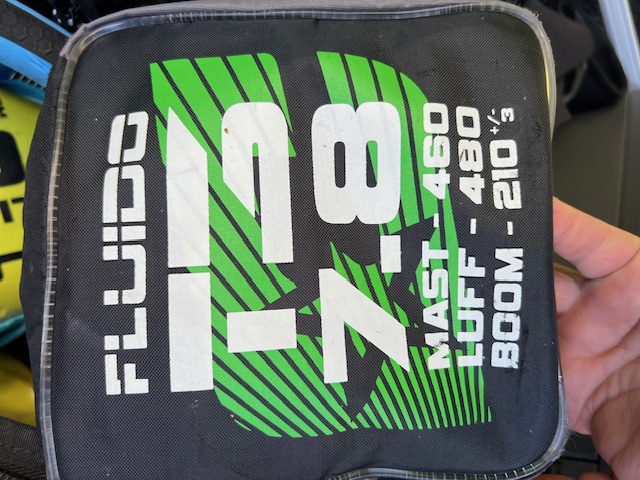 FLUIDO
7.8
MAST - 460
LUFF - 480
BOOM - 210 +/- 3